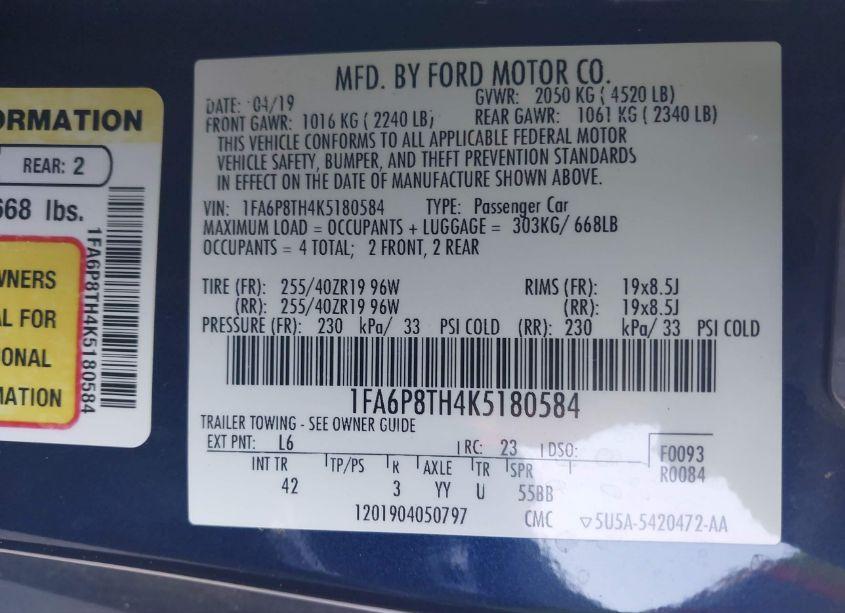 ORMATION
REAR: 2
668 lbs.
WNERS
AL FOR
IONAL
MATION
1FA6P8TH4K5180584
MFD. BY FORD MOTOR CO.
DATE: 04/19 GVWR: 2050 KG ( 4520 LB)
FRONT GAWR: 1016 KG ( 2240 LB) REAR GAWR: 1061 KG ( 2340 LB)
THIS VEHICLE CONFORMS TO ALL APPLICABLE FEDERAL MOTOR
VEHICLE SAFETY, BUMPER, AND THEFT PREVENTION STANDARDS
IN EFFECT ON THE DATE OF MANUFACTURE SHOWN ABOVE.
VIN: 1FA6P8TH4K5180584 TYPE: Passenger Car
MAXIMUM LOAD = OCCUPANTS + LUGGAGE = 303KG/ 668LB
OCCUPANTS = 4 TOTAL; 2 FRONT, 2 REAR
TIRE (FR): 255/40ZR19 96W RIMS (FR): 19x8.5J
(RR): 255/40ZR19 96W (RR): 19x8.5J
PRESSURE (FR): 230 kPa/ 33 PSI COLD (RR): 230 kPa/ 33 PSI COLD
1FA6P8TH4K5180584
TRAILER TOWING - SEE OWNER GUIDE
EXT PNT: L6 RC: 23 DSO: F0093
R0084
INT TR TP/PS R AXLE TR SPR
42 3 YY U 55BB
1201904050797 CMC ▽5U5A-5420472-AA